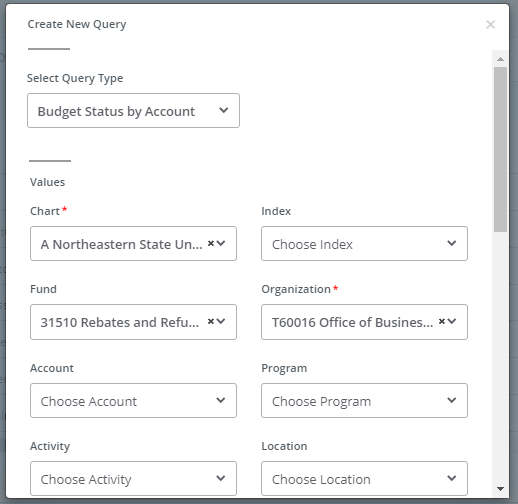 Create New Query ×
Select Query Type
Budget Status by Account
Values
Chart * Index
A Northeastern State Un... × Choose Index
Fund Organization *
31510 Rebates and Refu... × T60016 Office of Busines... ×
Account Program
Choose Account Choose Program
Activity Location
Choose Activity Choose Location